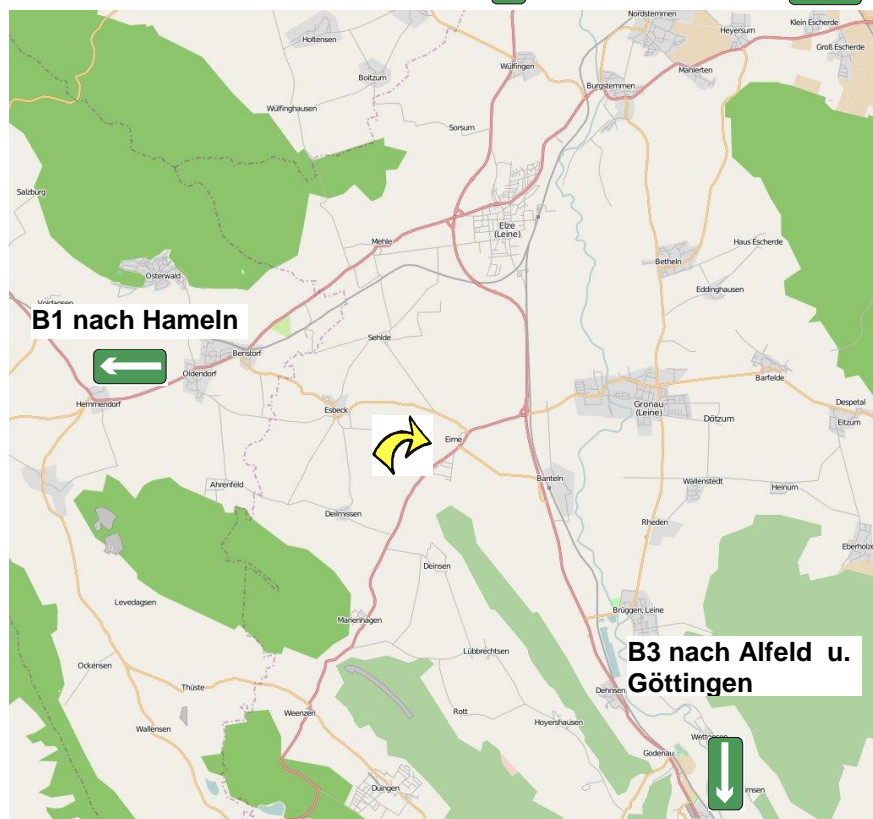 Nordstemmen
Holtensen
Heyersum
Klein Escherde
Groß Escherde
Wülfingen
Boitzum
Mahlerten
Burgstemmen
Wülfinghausen
Sorsum
Salzburg
Elze
(Leine)
Mehle
Haus Escherde
Betheln
Osterwald
Eddinghausen
Voldagsen
B1 nach Hameln
Sehlde
Benstorf
Oldendorf
Barfelde
Hemmendorf
Esbeck
Gronau
(Leine)
Despetal
Dötzum
Eitzum
Eime
Banteln
Ahrenfeld
Wallenstedt
Heinum
Deilmissen
Rheden
Eberholze
Deinsen
Levedagsen
Brüggen, Leine
Marienhagen
Lübbrechtsen
B3 nach Alfeld u.
Göttingen
Ockensen
Thüste
Dehnsen
Rott
Weenzen
Hoyershausen
Wallensen
Godenau
Duingen